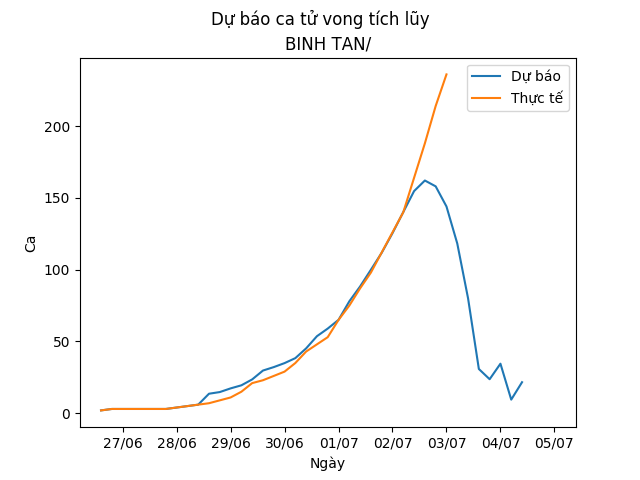 Dự báo ca tử vong tích lũy
BINH TAN/
Dự báo
Thực tế
Ca
200
150
100
50
0
27/06 28/06 29/06 30/06 01/07 02/07 03/07 04/07 05/07
Ngày